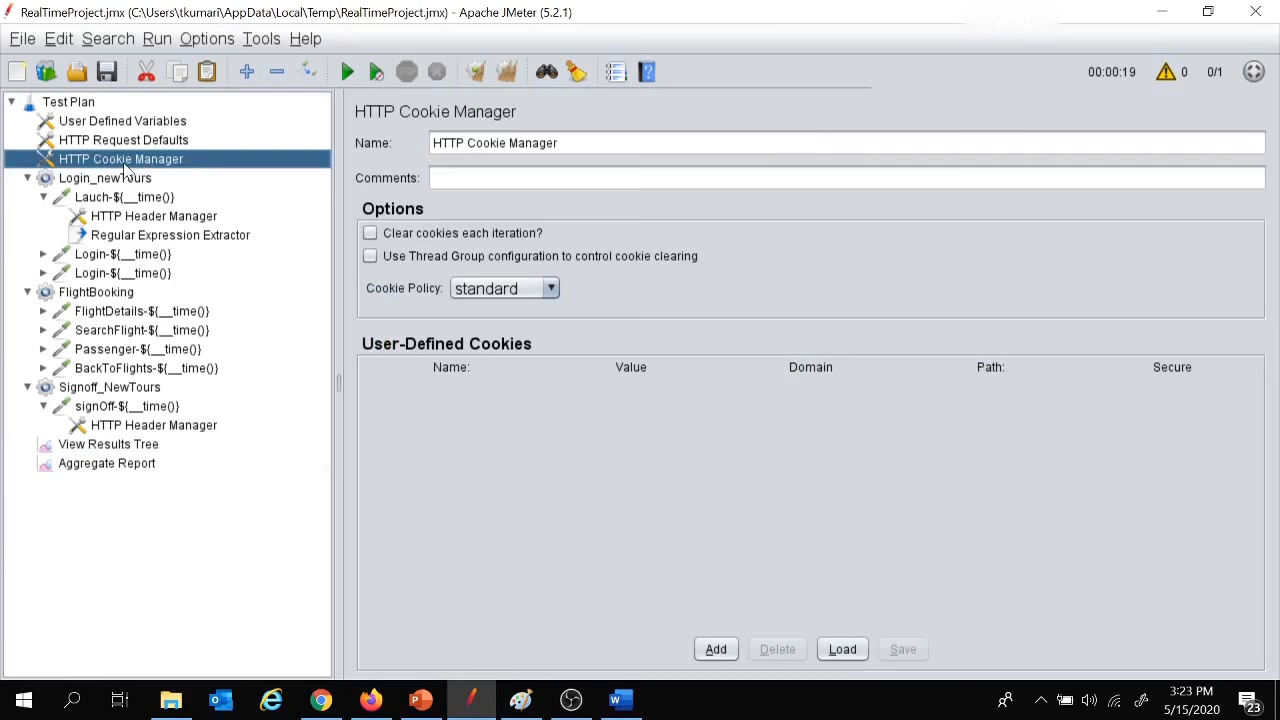 RealTimeProject.jmx (C:\Users\tkumari\AppData\Local\Temp\RealTimeProject.jmx) - Apache JMeter (5.2.1)
File Edit Search Run Options Tools Help
00:00:19 0 0/1
Test Plan
User Defined Variables
HTTP Request Defaults
HTTP Cookie Manager
Login_newTours
Lauch-${__time()}
HTTP Header Manager
Regular Expression Extractor
Login-${__time()}
Login-${__time()}
FlightBooking
FlightDetails-${__time()}
SearchFlight-${__time()}
Passenger-${__time()}
BackToFlights-${__time()}
Signoff_NewTours
signOff-${__time()}
HTTP Header Manager
View Results Tree
Aggregate Report
HTTP Cookie Manager
Name: HTTP Cookie Manager
Comments:
Options
Clear cookies each iteration?
Use Thread Group configuration to control cookie clearing
Cookie Policy: standard
User-Defined Cookies
Name: Value Domain Path: Secure
Add Delete Load Save
3:23 PM
5/15/2020
23